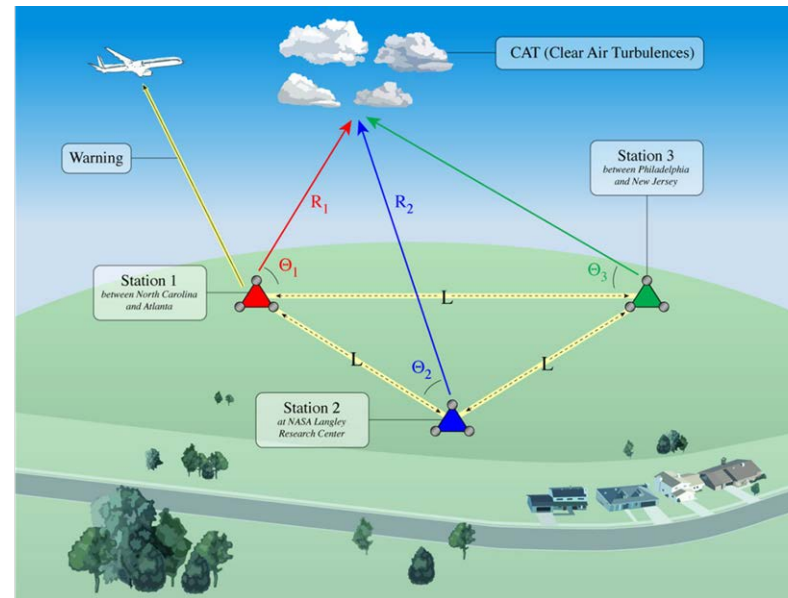 CAT (Clear Air Turbulences)
Warning
Station 3
between Philadelphia
and New Jersey
R1
R2
Θ1
Θ3
Station 1
between North Carolina
and Atlanta
L
L
L
Θ2
Station 2
at NASA Langley
Research Center